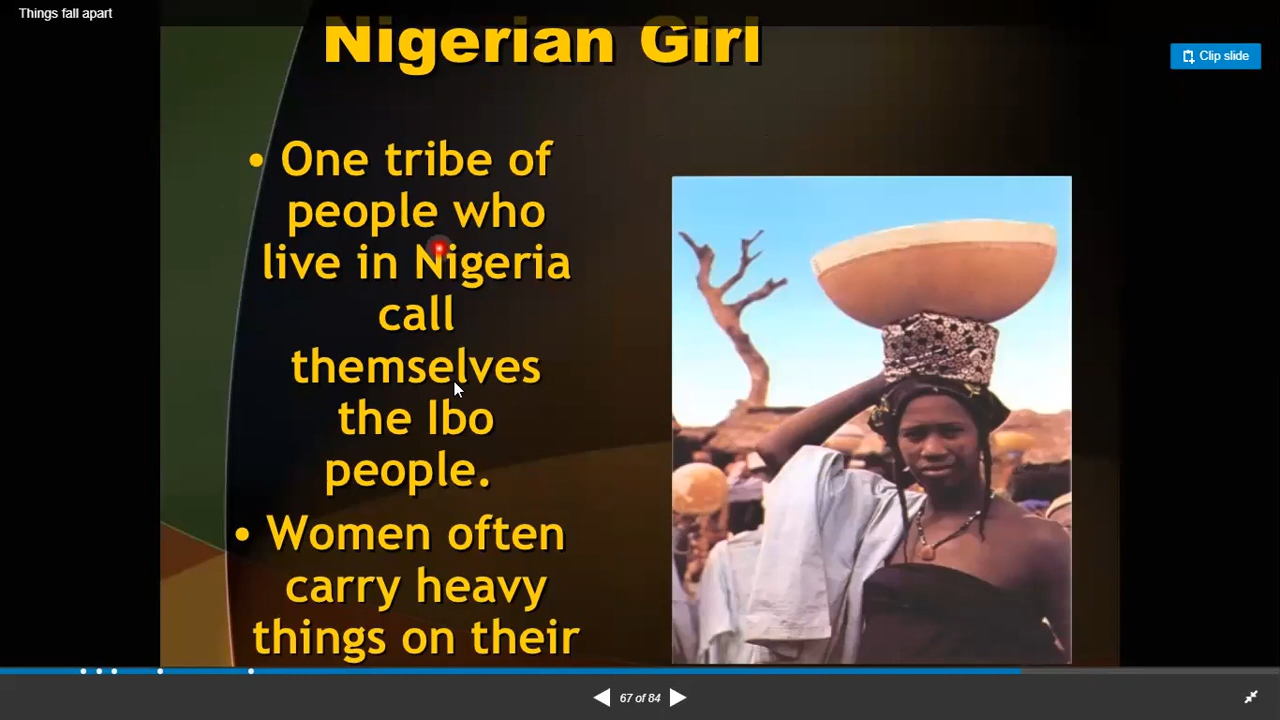 Things fall apart
Nigerian Girl
Clip slide
• One tribe of
people who
live in Nigeria
call
themselves
the Ibo
people.
• Women often
carry heavy
things on their
67 of 84